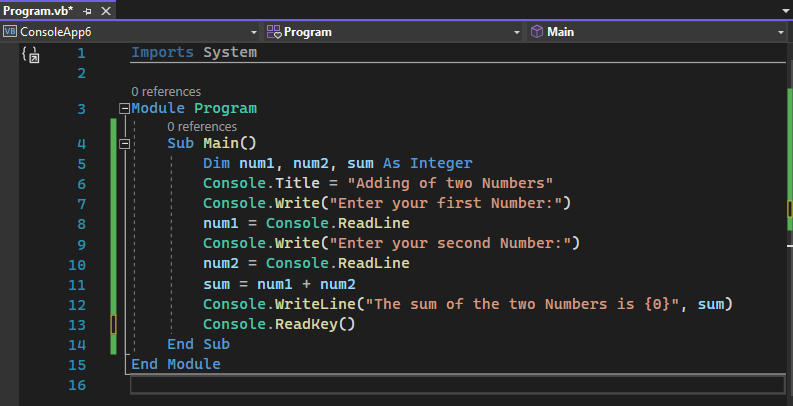 Program.vb*
VB ConsoleApp6 Program Main
1 Imports System
2
0 references
3 Module Program
0 references
4 Sub Main()
5 Dim num1, num2, sum As Integer
6 Console.Title = "Adding of two Numbers"
7 Console.Write("Enter your first Number:")
8 num1 = Console.ReadLine
9 Console.Write("Enter your second Number:")
10 num2 = Console.ReadLine
11 sum = num1 + num2
12 Console.WriteLine("The sum of the two Numbers is {0}", sum)
13 Console.ReadKey()
14 End Sub
15 End Module
16